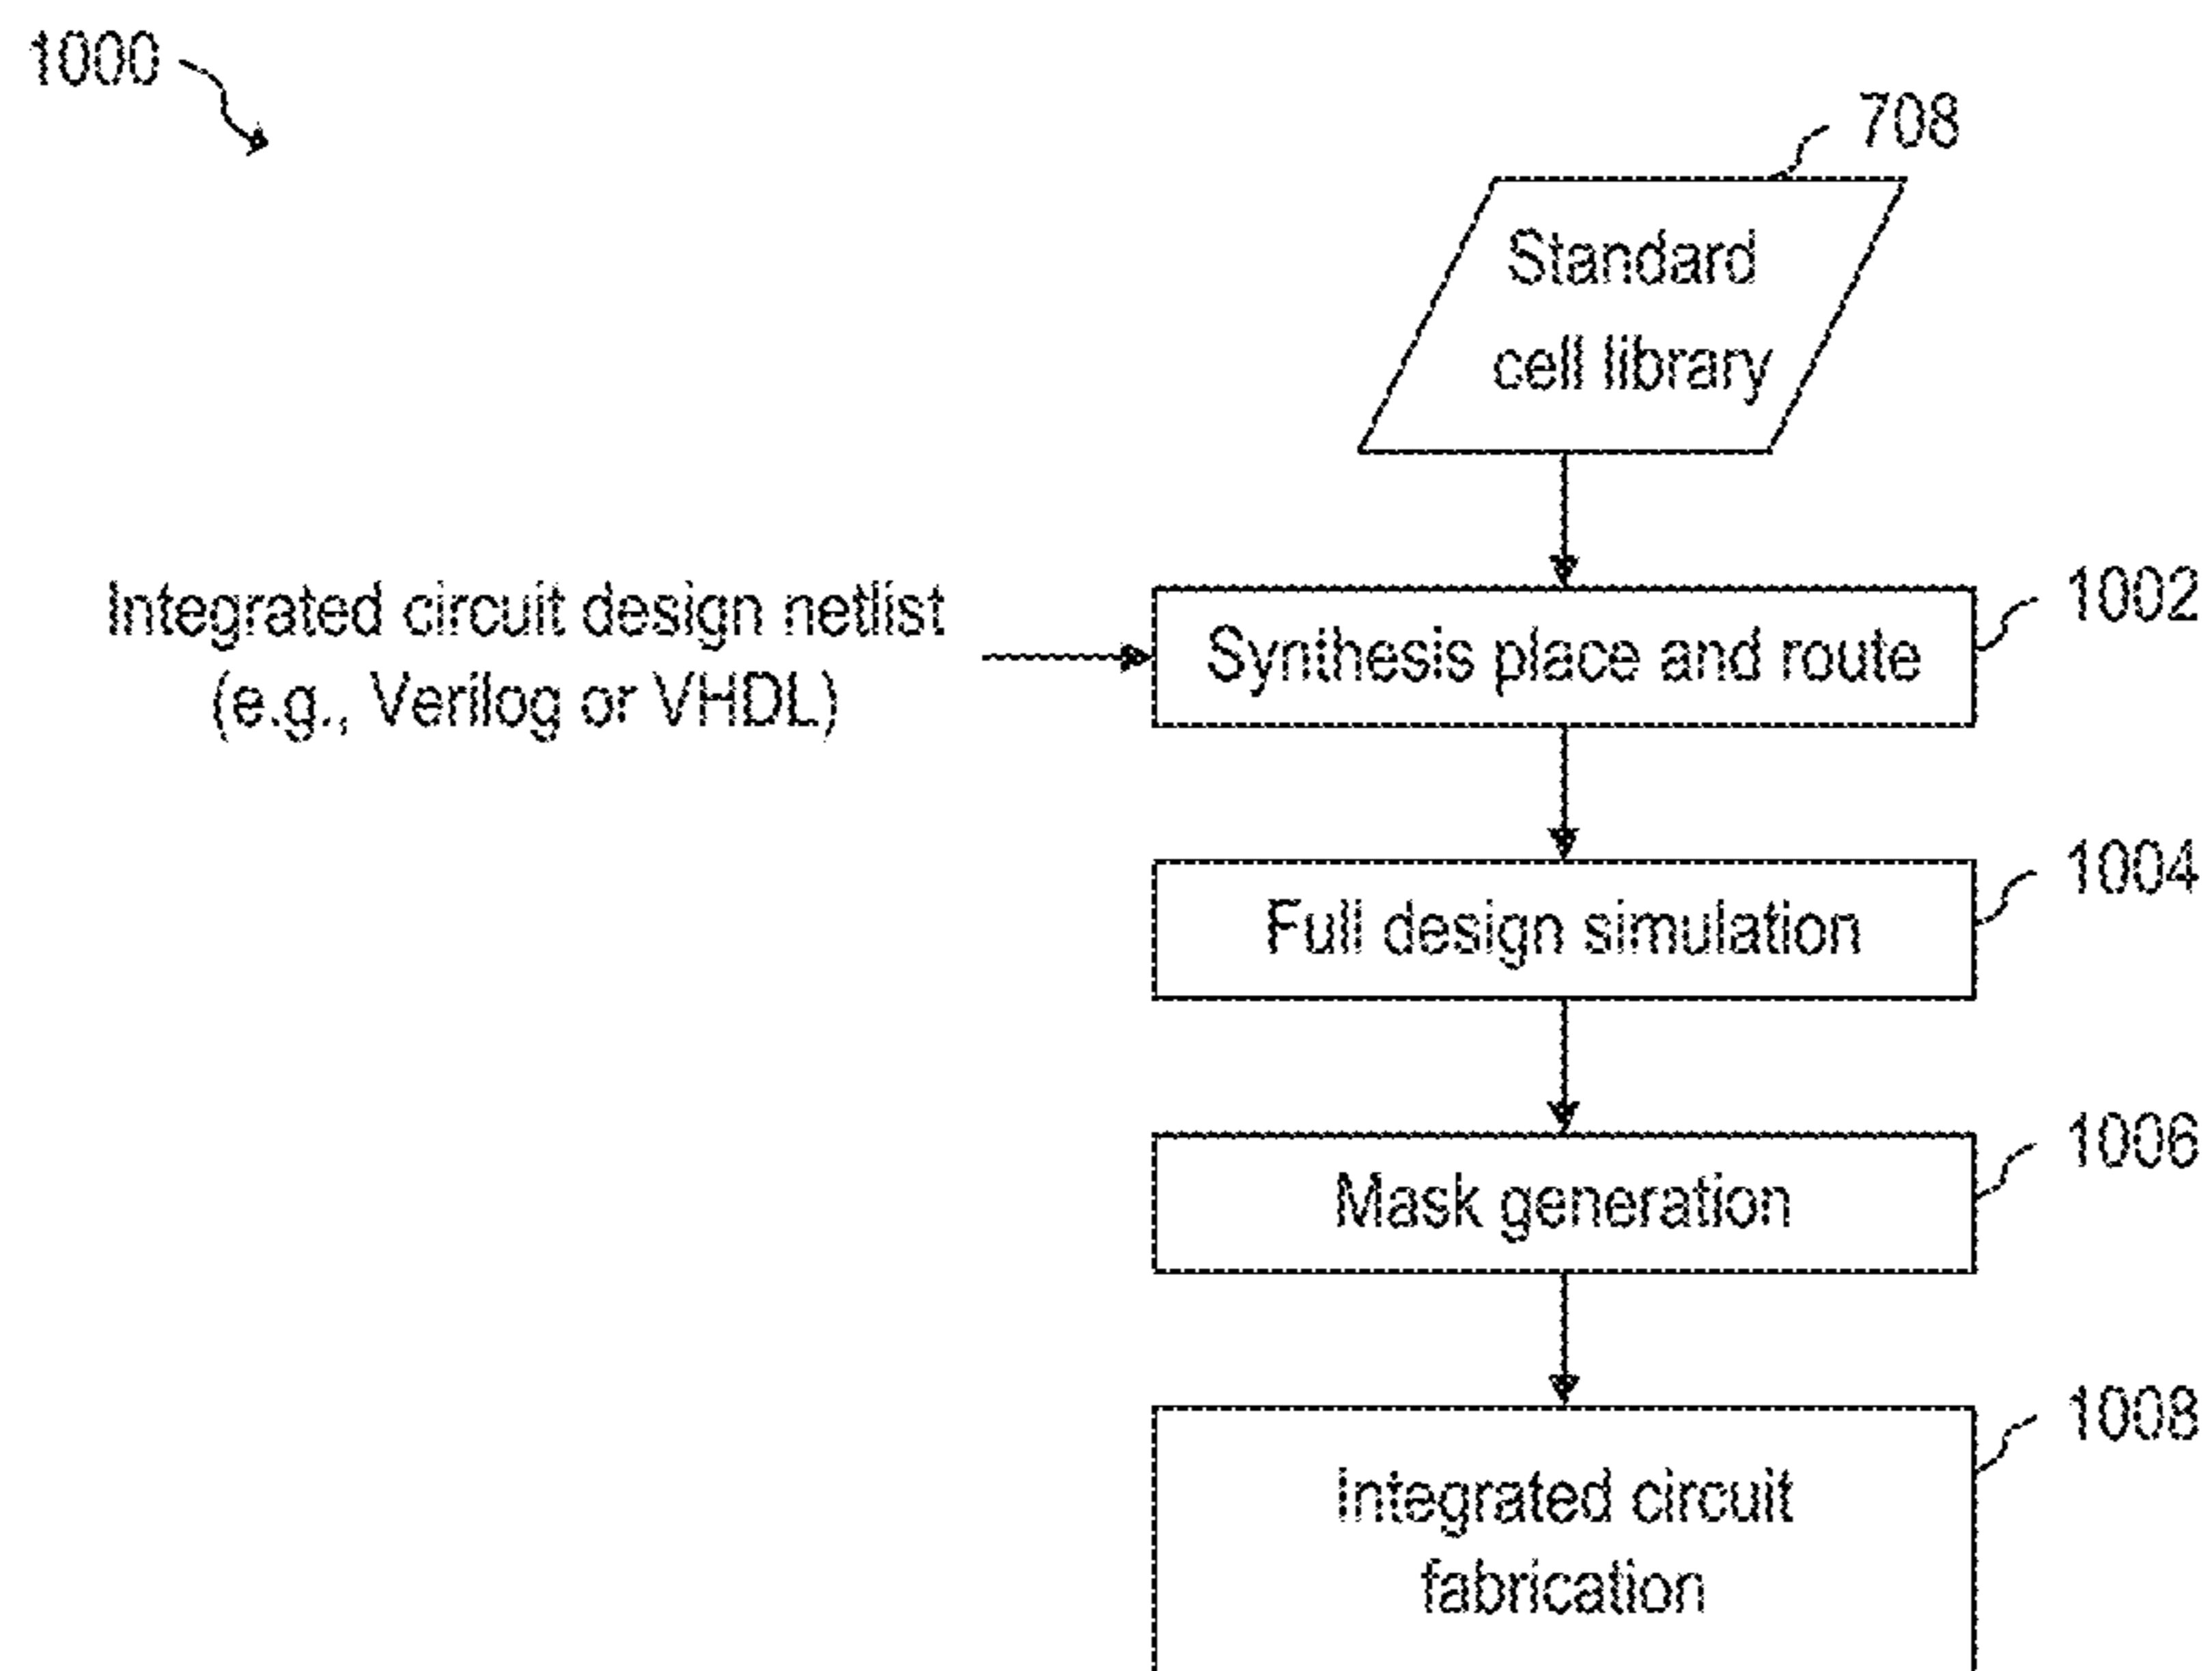 1000
708
Standard
cell library
Integrated circuit design netlist
(e.g., Verilog or VHDL)
1002
Synthesis place and route
1004
Full design simulation
1006
Mask generation
1008
Integrated circuit
fabrication